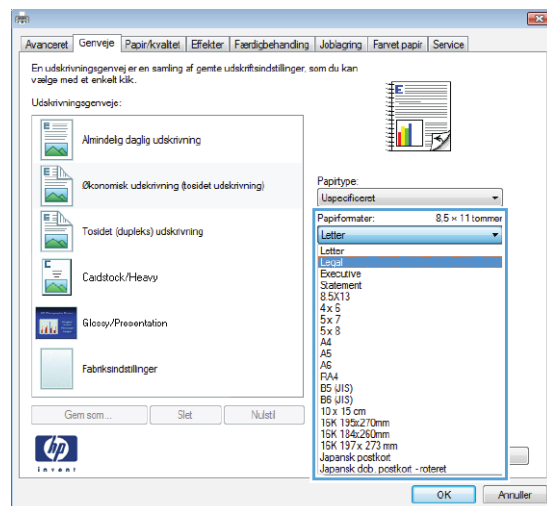 Avanceret Genveje Papir/kvalitet Effekter Færdigbehandling Joblagring Farvet papir Service
En udskrivningsgenvej er en samling af gemte udskriftsindstillinger, som du kan
vælge med et enkelt klik.
Udskrivningsgenveje:
Almindelig daglig udskrivning
Økonomisk udskrivning (tosidet udskrivning)
Tosidet (dupleks) udskrivning
Cardstock/Heavy
Glossy/Presentation
Fabriksindstillinger
Gem som... Slet Nulstil
hp
invent
Papirtype:
Uspecificeret
Papirformater: 8.5 × 11 tommer
Letter
Letter
Legal
Executive
Statement
8.5X13
4 x 6
5 x 7
5 x 8
A4
A5
A6
RA4
B5 (JIS)
B6 (JIS)
10 x 15 cm
16K 195x270mm
16K 184x260mm
16K 197 x 273 mm
Japansk postkort
Japansk dob. postkort - roteret
OK Annuller